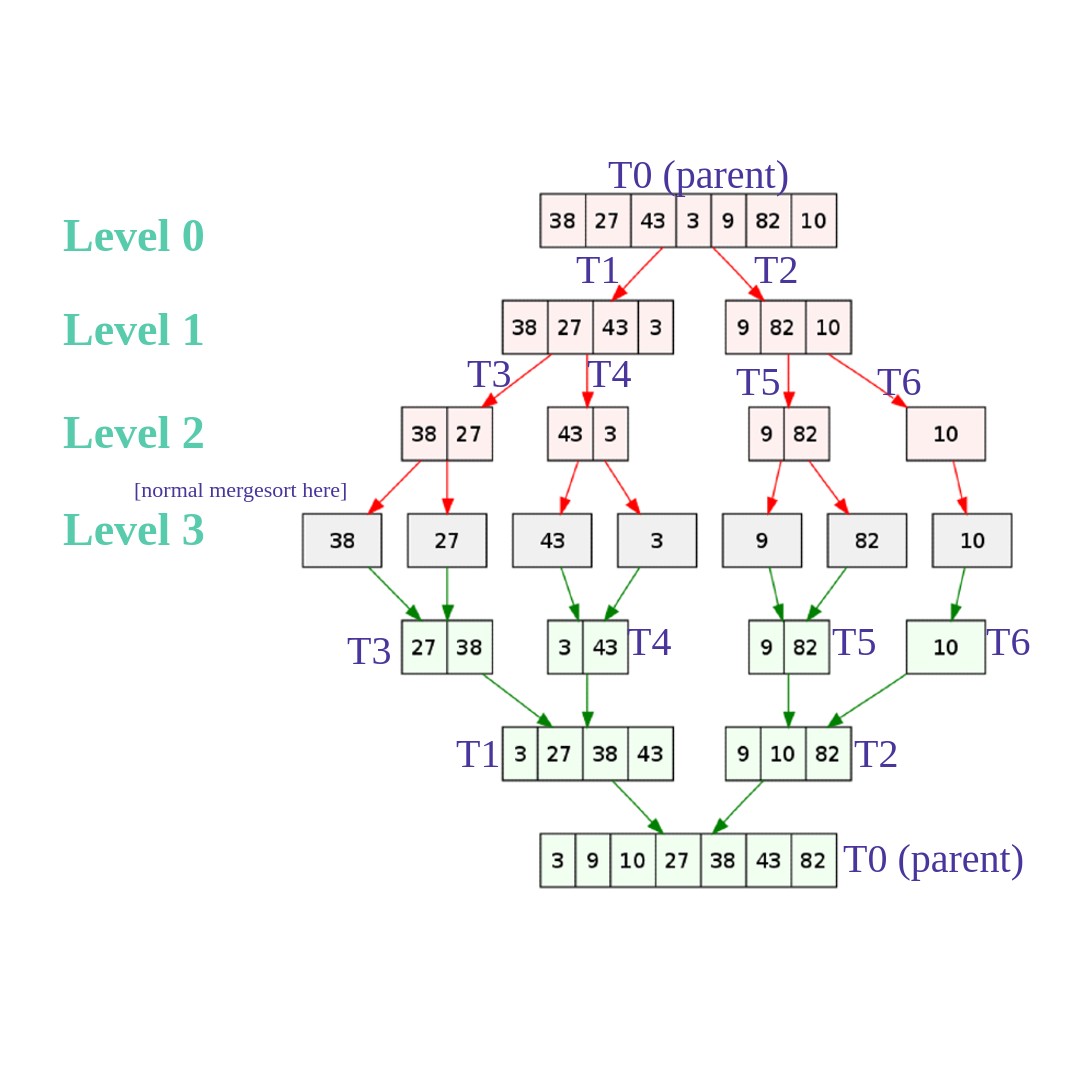 T0 (parent)
Level 0
38 27 43 3 9 82 10
T1 T2
Level 1
38 27 43 3 9 82 10
T3 T4 T5 T6
Level 2
38 27 43 3 9 82 10
[normal mergesort here]
Level 3
38 27 43 3 9 82 10
T3 27 38 3 43 T4 9 82 T5 10 T6
T1 3 27 38 43 9 10 82 T2
3 9 10 27 38 43 82 T0 (parent)